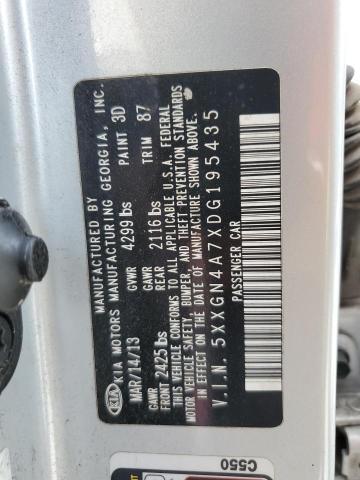 MANUFACTURED BY
KIA KIA MOTORS MANUFACTURING GEORGIA, INC.
MAR/14/13 GVWR 4299 lbs PAINT 3D
GAWR FRONT 2425 lbs GAWR REAR 2116 lbs TRIM 87
THIS VEHICLE CONFORMS TO ALL APPLICABLE U.S.A. FEDERAL
VEHICLE SAFETY, BUMPER, AND THEFT PREVENTION STANDARDS
IN EFFECT ON THE DATE OF MANUFACTURE SHOWN ABOVE.
V.I.N. 5XXGN4A7XDG195435
PASSENGER CAR
C550